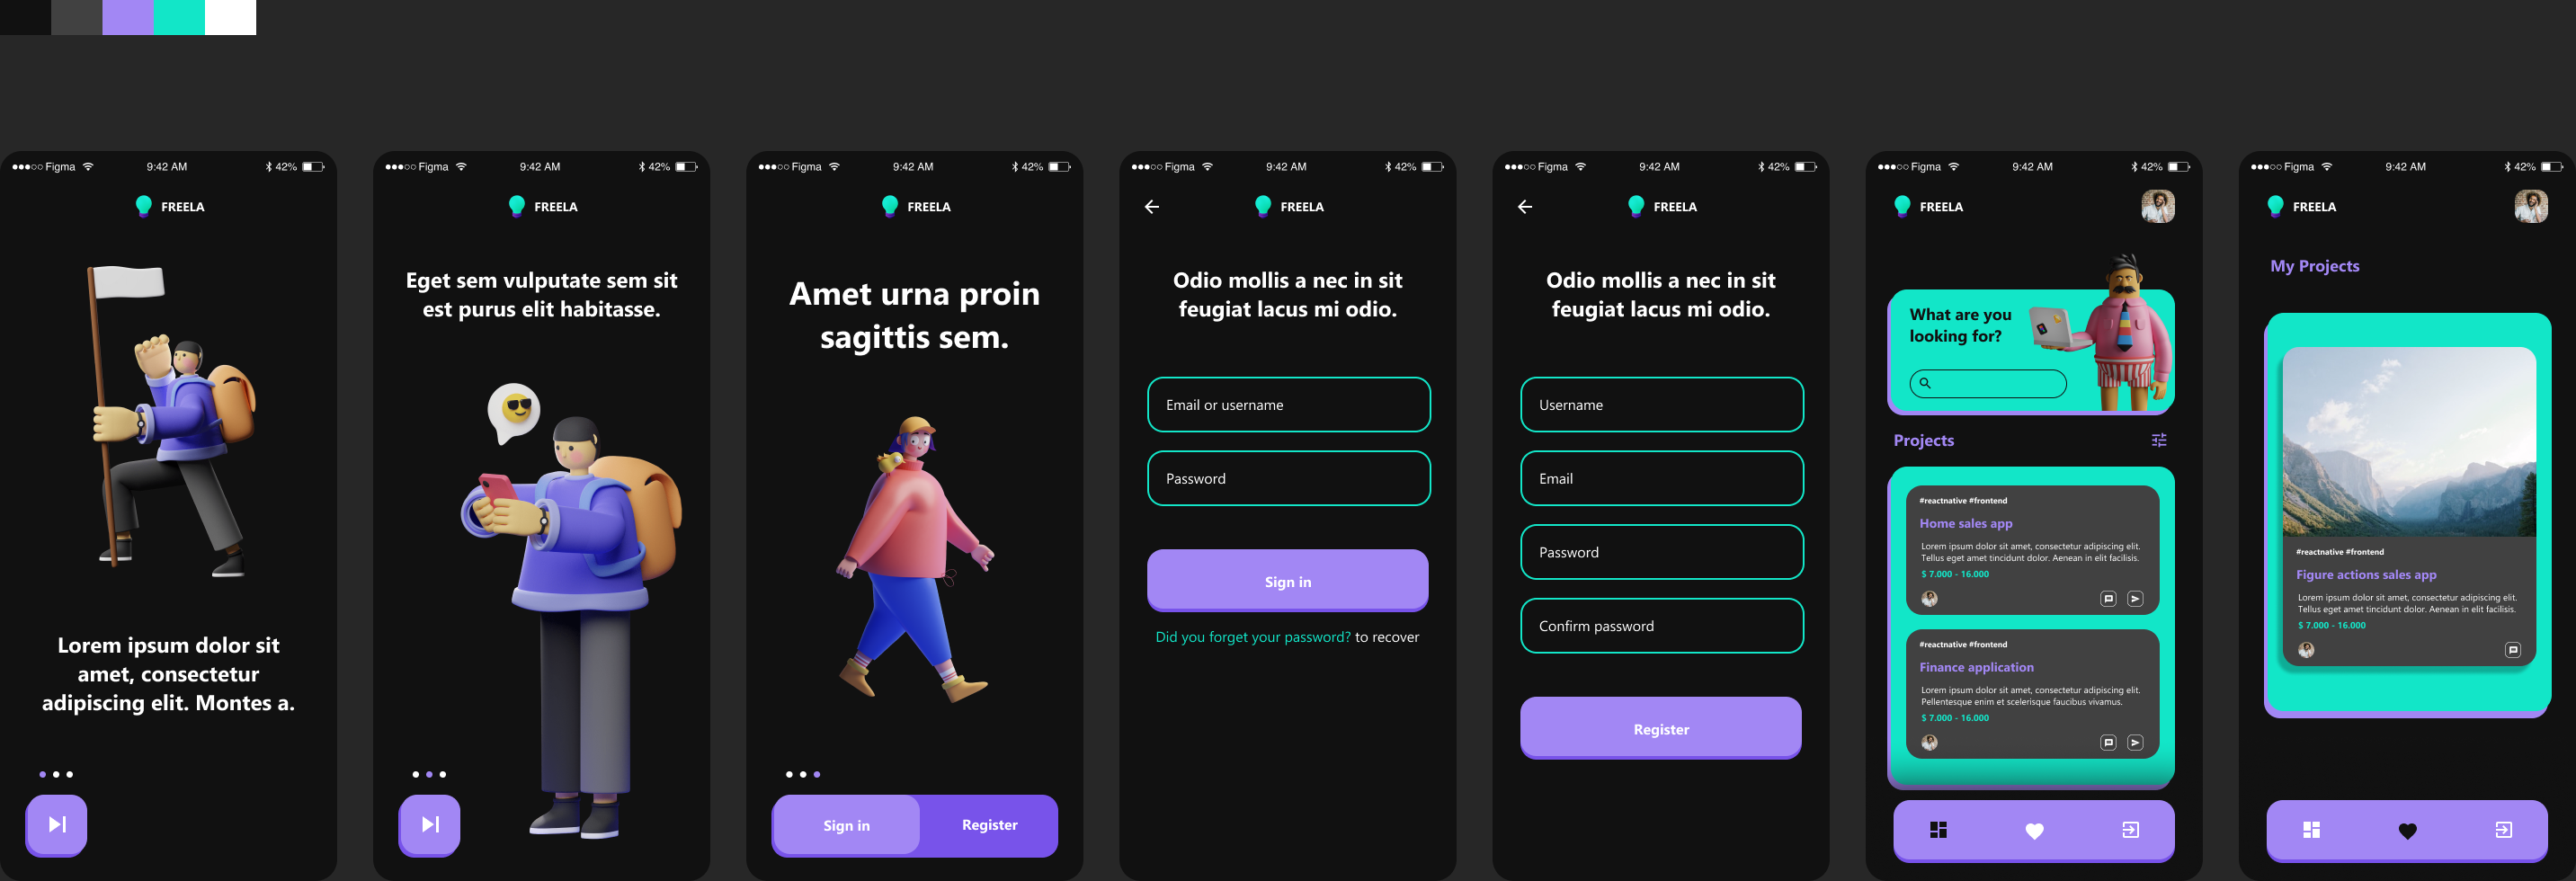 ●●●○○ Figma 9:42 AM 42%
FREELA
Lorem ipsum dolor sit
amet, consectetur
adipiscing elit. Montes a.
●●●○○ Figma 9:42 AM 42%
FREELA
Eget sem vulputate sem sit
est purus elit habitasse.
●●●○○ Figma 9:42 AM 42%
FREELA
Amet urna proin
sagittis sem.
Sign in
Register
●●●○○ Figma 9:42 AM 42%
FREELA
Odio mollis a nec in sit
feugiat lacus mi odio.
Email or username
Password
Sign in
Did you forget your password? to recover
●●●○○ Figma 9:42 AM 42%
FREELA
Odio mollis a nec in sit
feugiat lacus mi odio.
Username
Email
Password
Confirm password
Register
●●●○○ Figma 9:42 AM 42%
FREELA
What are you
looking for?
Projects
#reactnative #frontend
Home sales app
Lorem ipsum dolor sit amet, consectetur adipiscing elit.
Tellus eget amet tincidunt dolor. Aenean in elit facilisis.
$ 7.000 - 16.000
#reactnative #frontend
Finance application
Lorem ipsum dolor sit amet, consectetur adipiscing elit.
Pellentesque enim et scelerisque faucibus vivamus.
$ 7.000 - 16.000
●●●○○ Figma 9:42 AM 42%
FREELA
My Projects
#reactnative #frontend
Figure actions sales app
Lorem ipsum dolor sit amet, consectetur adipiscing elit.
Tellus eget amet tincidunt dolor. Aenean in elit facilisis.
$ 7.000 - 16.000